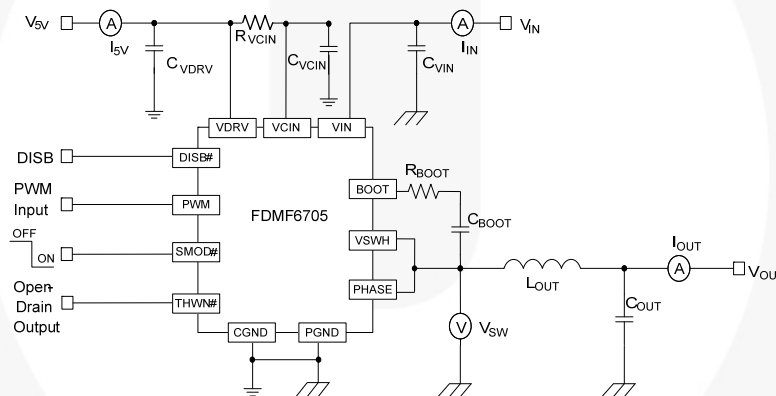 V5V
A
I5V
RVCIN
CVDRV
CVCIN
CVIN
A
IIN
VIN
VDRV
VCIN
VIN
DISB
DISB#
PWM
Input
PWM
FDMF6705
BOOT
RBOOT
CBOOT
OFF
ON
SMOD#
VSWH
IOUT
A
VOU
LOUT
Open-
Drain
Output
THWN#
PHASE
COUT
V
VSW
CGND
PGND